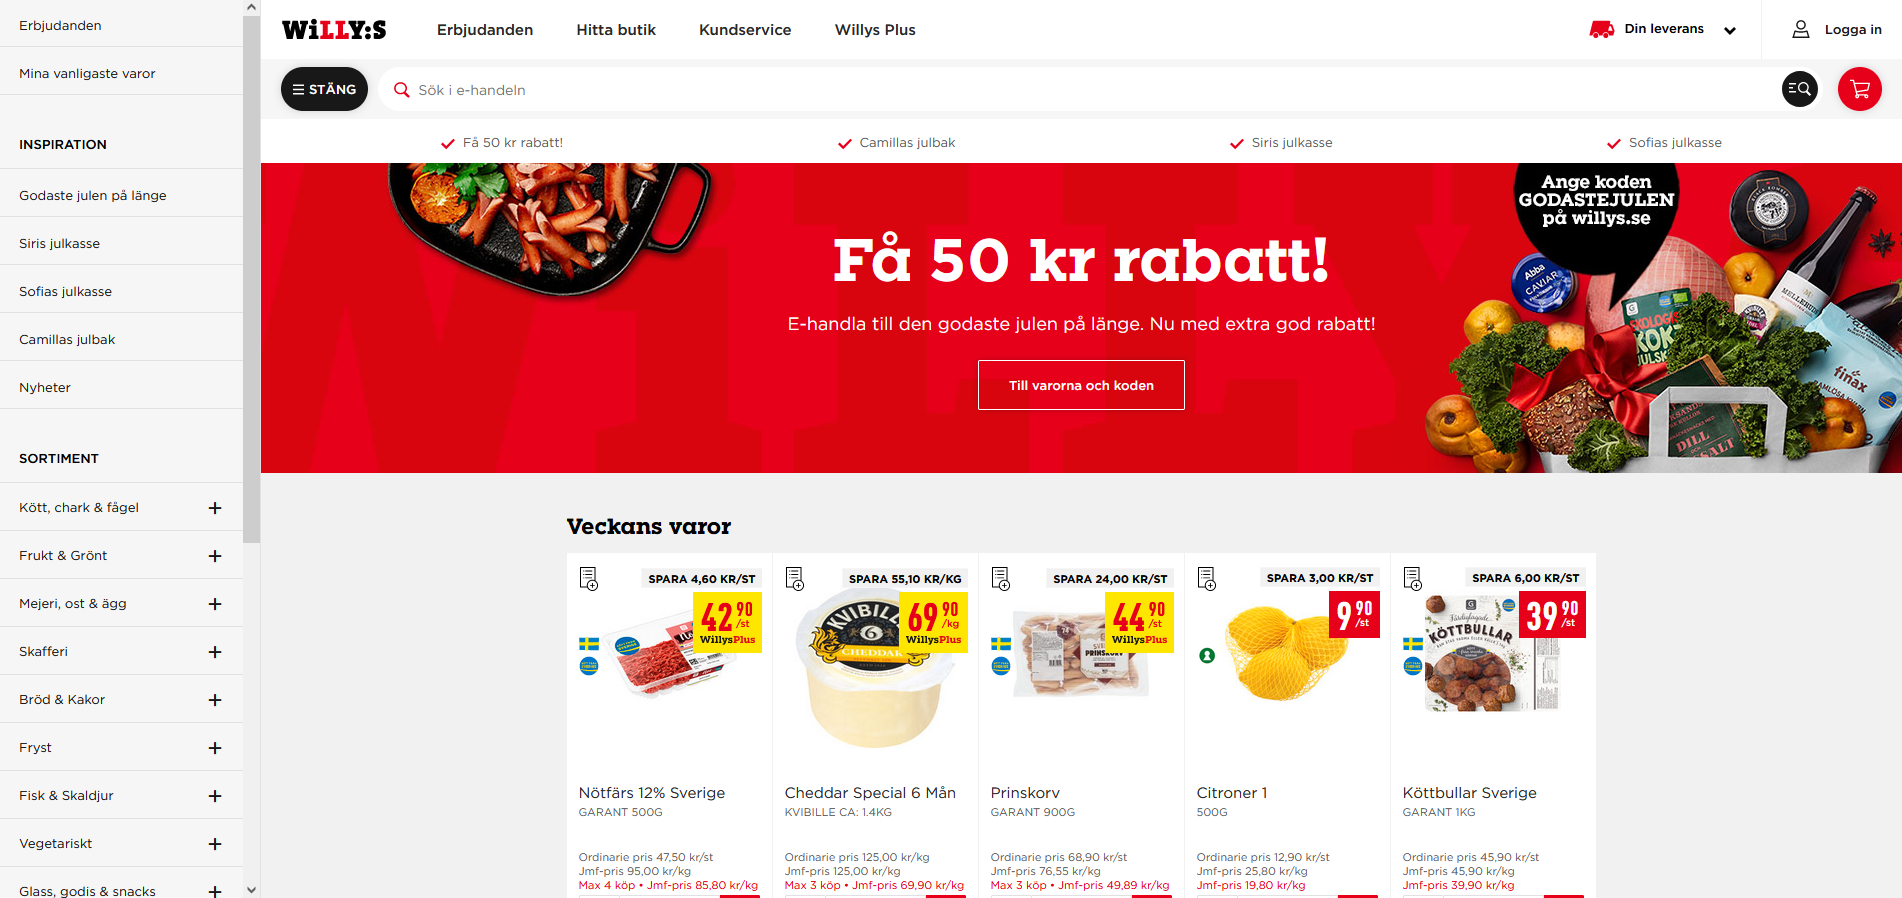 Erbjudanden
Mina vanligaste varor
INSPIRATION
Godaste julen på länge
Siris julkasse
Sofias julkasse
Camillas julbak
Nyheter
SORTIMENT
Kött, chark & fågel
Frukt & Grönt
Mejeri, ost & ägg
Skafferi
Bröd & Kakor
Fryst
Fisk & Skaldjur
Vegetariskt
Glass, godis & snacks
WiLLY:S
Erbjudanden
Hitta butik
Kundservice
Willys Plus
Din leverans
Logga in
STÄNG
Sök i e-handeln
Få 50 kr rabatt!
Camillas julbak
Siris julkasse
Sofias julkasse
Få 50 kr rabatt!
E-handla till den godaste julen på länge. Nu med extra god rabatt!
Till varorna och koden
Ange koden
GODASTEJULEN
på willys.se
Abba
CAVIAR
EKOLOGISK
KOKT
JULSK
finax
DILL
SALT
Veckans varor
SPARA 4,60 KR/ST
42 90
/st
WillysPlus
Nötfärs 12% Sverige
GARANT 500G
Ordinarie pris 47,50 kr/st
Jmf-pris 95,00 kr/kg
Max 4 köp • Jmf-pris 85,80 kr/kg
SPARA 55,10 KR/KG
69 90
/kg
WillysPlus
KVIBILLE
6
CHEDDAR
Cheddar Special 6 Mån
KVIBILLE CA: 1.4KG
Ordinarie pris 125,00 kr/kg
Jmf-pris 125,00 kr/kg
Max 3 köp • Jmf-pris 69,90 kr/kg
SPARA 24,00 KR/ST
44 90
/st
WillysPlus
PRINSKORV
Prinskorv
GARANT 900G
Ordinarie pris 68,90 kr/st
Jmf-pris 76,55 kr/kg
Max 3 köp • Jmf-pris 49,89 kr/kg
SPARA 3,00 KR/ST
9 90
/st
Citroner 1
500G
Ordinarie pris 12,90 kr/st
Jmf-pris 25,80 kr/kg
Jmf-pris 19,80 kr/kg
SPARA 6,00 KR/ST
39 90
/st
KÖTTBULLAR
Köttbullar Sverige
GARANT 1KG
Ordinarie pris 45,90 kr/st
Jmf-pris 45,90 kr/kg
Jmf-pris 39,90 kr/kg